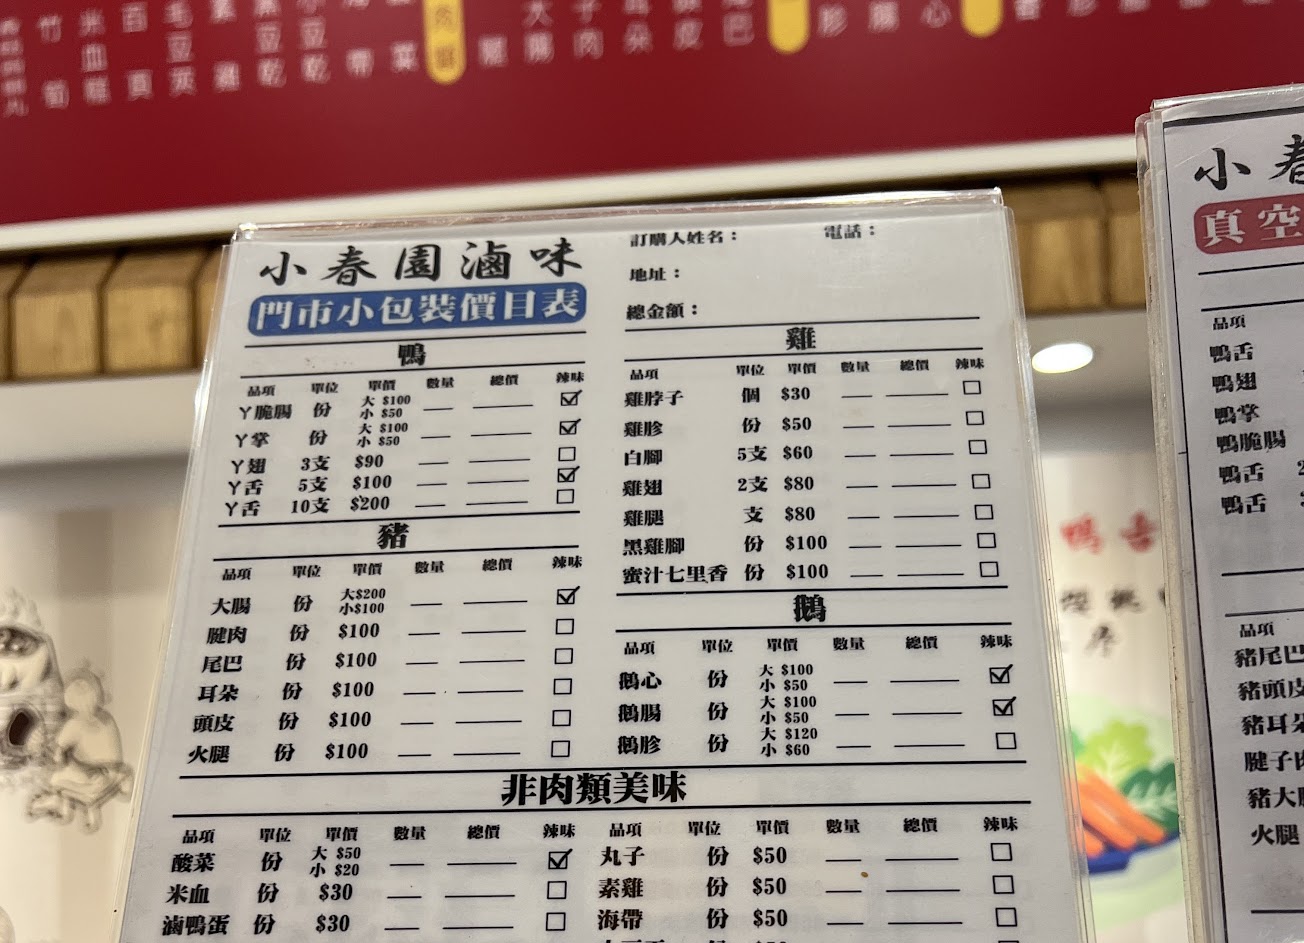 小春園滷味
門市小包裝價目表
訂購人姓名： 電話：
地址：
總金額：
鴨
品項 單位 單價 數量 總價 辣味
ㄚ脆腸 份 大 $100 小 $50 ☑
ㄚ掌 份 大 $100 小 $50 ☑
ㄚ翅 3支 $90 ☐
ㄚ舌 5支 $100 ☑
ㄚ舌 10支 $200 ☐
豬
品項 單位 單價 數量 總價 辣味
大腸 份 大$200 小$100 ☑
腱肉 份 $100 ☐
尾巴 份 $100 ☐
耳朵 份 $100 ☐
頭皮 份 $100 ☐
火腿 份 $100 ☐
雞
品項 單位 單價 數量 總價 辣味
雞脖子 個 $30 ☐
雞胗 份 $50 ☐
白腳 5支 $60 ☐
雞翅 2支 $80 ☐
雞腿 支 $80 ☐
黑雞腳 份 $100 ☐
蜜汁七里香 份 $100 ☐
鵝
品項 單位 單價 數量 總價 辣味
鵝心 份 大 $100 小 $50 ☑
鵝腸 份 大 $100 小 $50 ☑
鵝胗 份 大 $120 小 $60 ☐
非肉類美味
品項 單位 單價 數量 總價 辣味
酸菜 份 大 $50 小 $20 ☑
米血 份 $30 ☐
滷鴨蛋 份 $30 ☐
品項 單位 單價 數量 總價 辣味
丸子 份 $50 ☐
素雞 份 $50 ☐
海帶 份 $50 ☐
小春
真空
品項
鴨舌
鴨翅
鴨掌
鴨脆腸
鴨舌
鴨舌
品項
豬尾巴
豬頭皮
豬耳朵
腱子肉
豬大腸
火腿